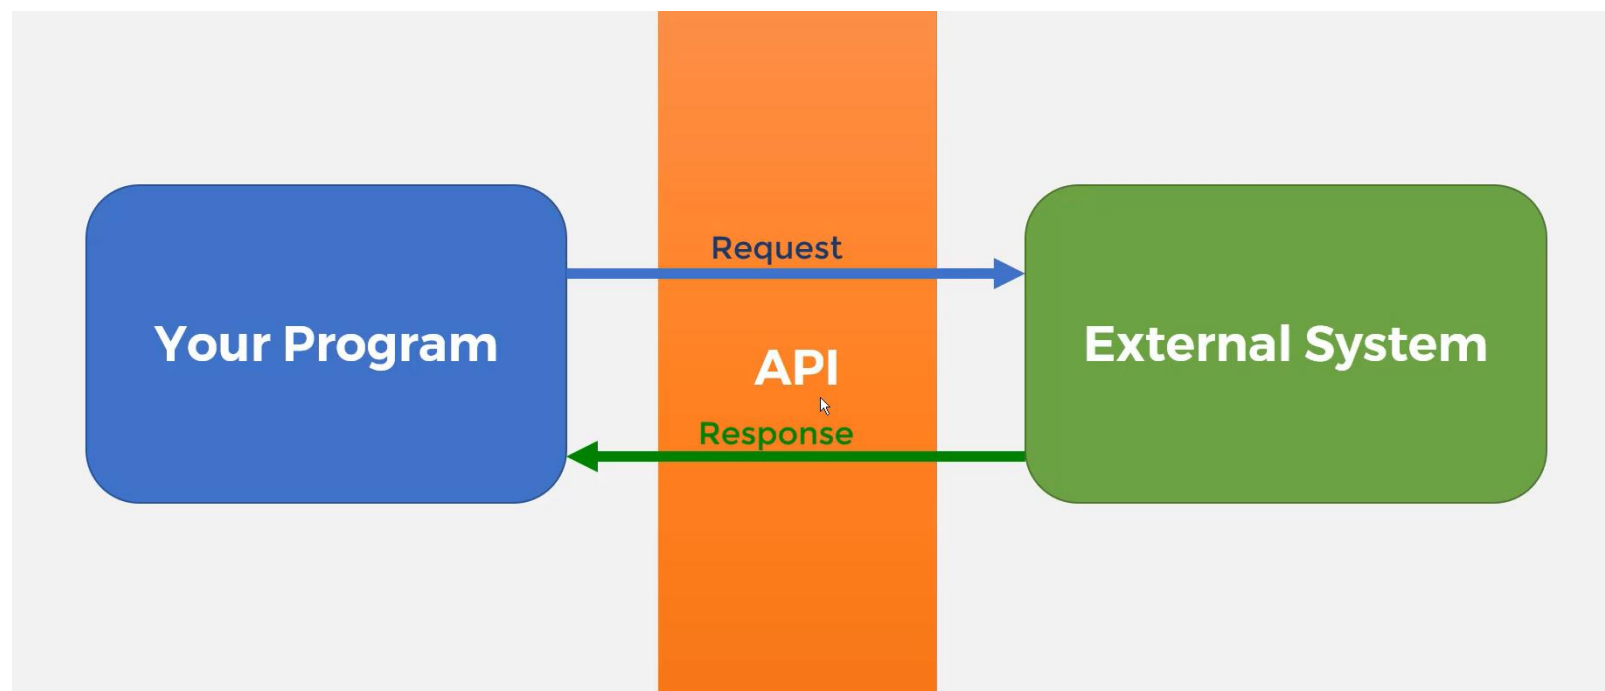 Request
Your Program
External System
API
Response